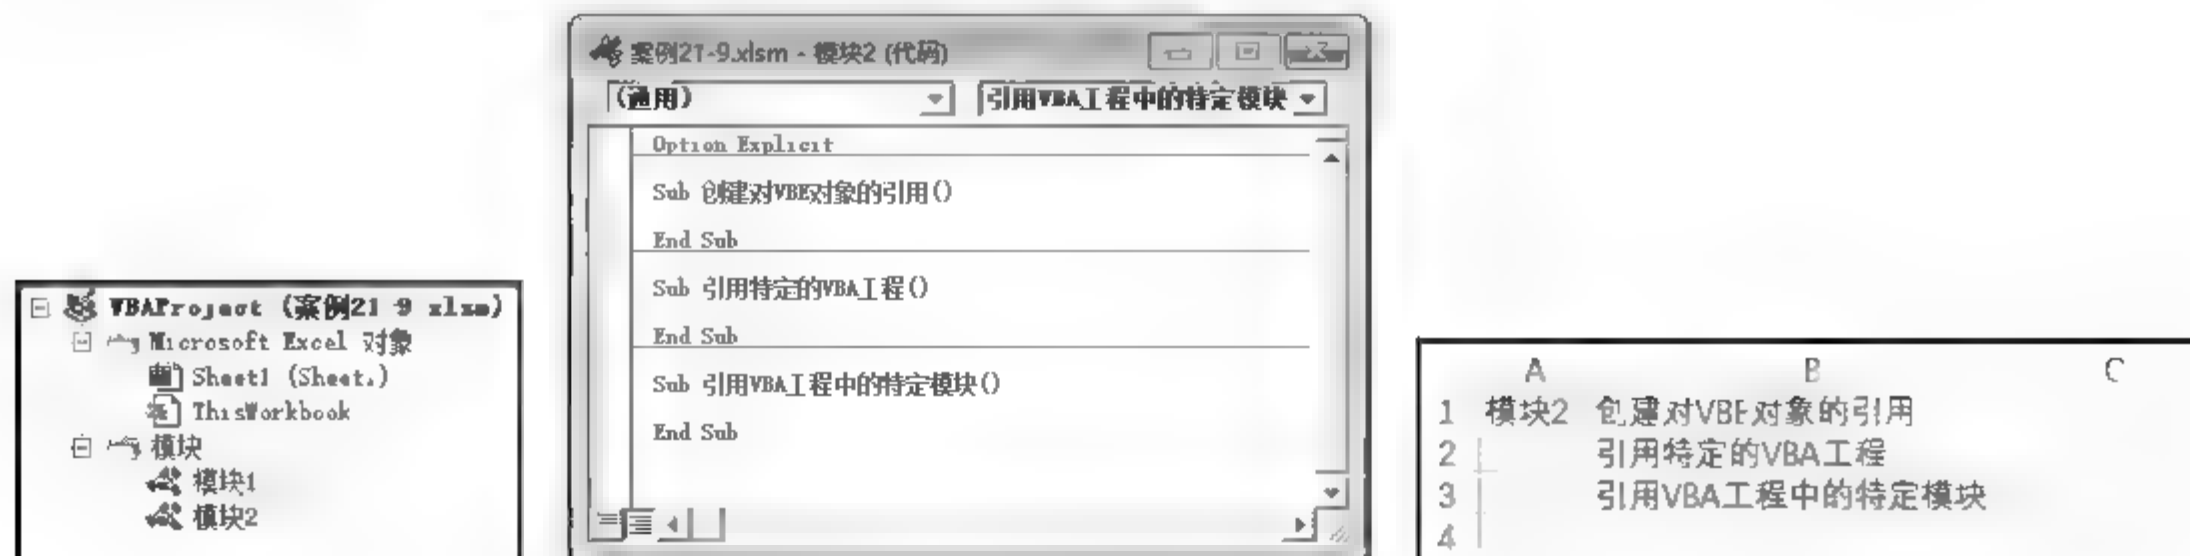 VBAProject (案例21-9 xlsm)
Microsoft Excel 对象
Sheet1 (Sheet.)
ThisWorkbook
模块
模块1
模块2
案例21-9.xlsm - 模块2 (代码)
(通用)
引用VBA工程中的特定模块
Option Explicit
Sub 创建对VBE对象的引用()
End Sub
Sub 引用特定的VBA工程()
End Sub
Sub 引用VBA工程中的特定模块()
End Sub
A B C
1 模块2 创建对VBE对象的引用
2 引用特定的VBA工程
3 引用VBA工程中的特定模块
4